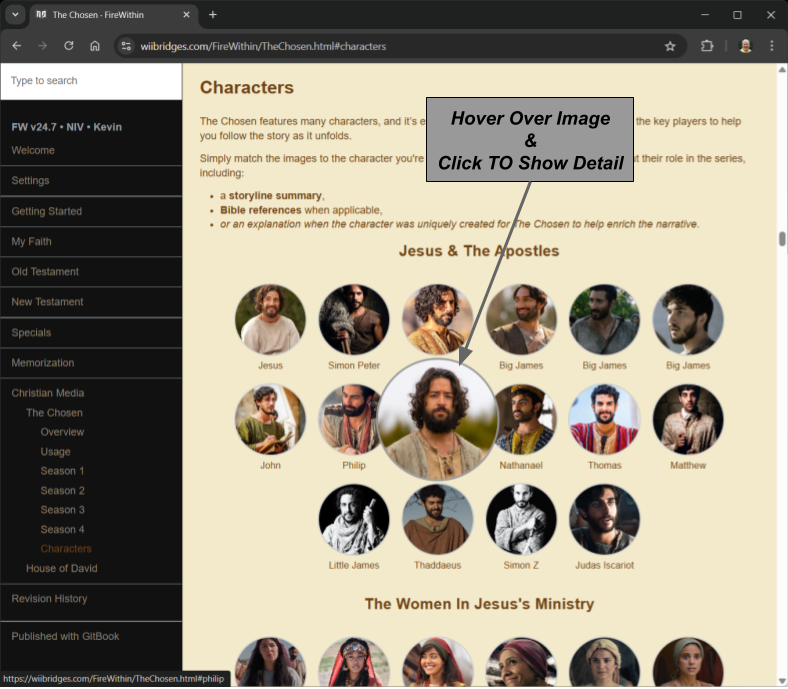 The Chosen - FireWithin
wiibridges.com/FireWithin/TheChosen.html#characters
Type to search
FW v24.7 • NIV • Kevin
Welcome
Settings
Getting Started
My Faith
Old Testament
New Testament
Specials
Memorization
Christian Media
The Chosen
Overview
Usage
Season 1
Season 2
Season 3
Season 4
Characters
House of David
Revision History
Published with GitBook
https://wiibridges.com/FireWithin/TheChosen.html#philip
Characters
The Chosen features many characters, and it's e the key players to help
you follow the story as it unfolds.
Simply match the images to the character you're ut their role in the series,
including:
• a storyline summary,
• Bible references when applicable,
• or an explanation when the character was uniquely created for The Chosen to help enrich the narrative.
Hover Over Image
&
Click TO Show Detail
Jesus & The Apostles
Jesus Simon Peter Big James Big James Big James
John Philip Nathanael Thomas Matthew
Little James Thaddaeus Simon Z Judas Iscariot
The Women In Jesus's Ministry